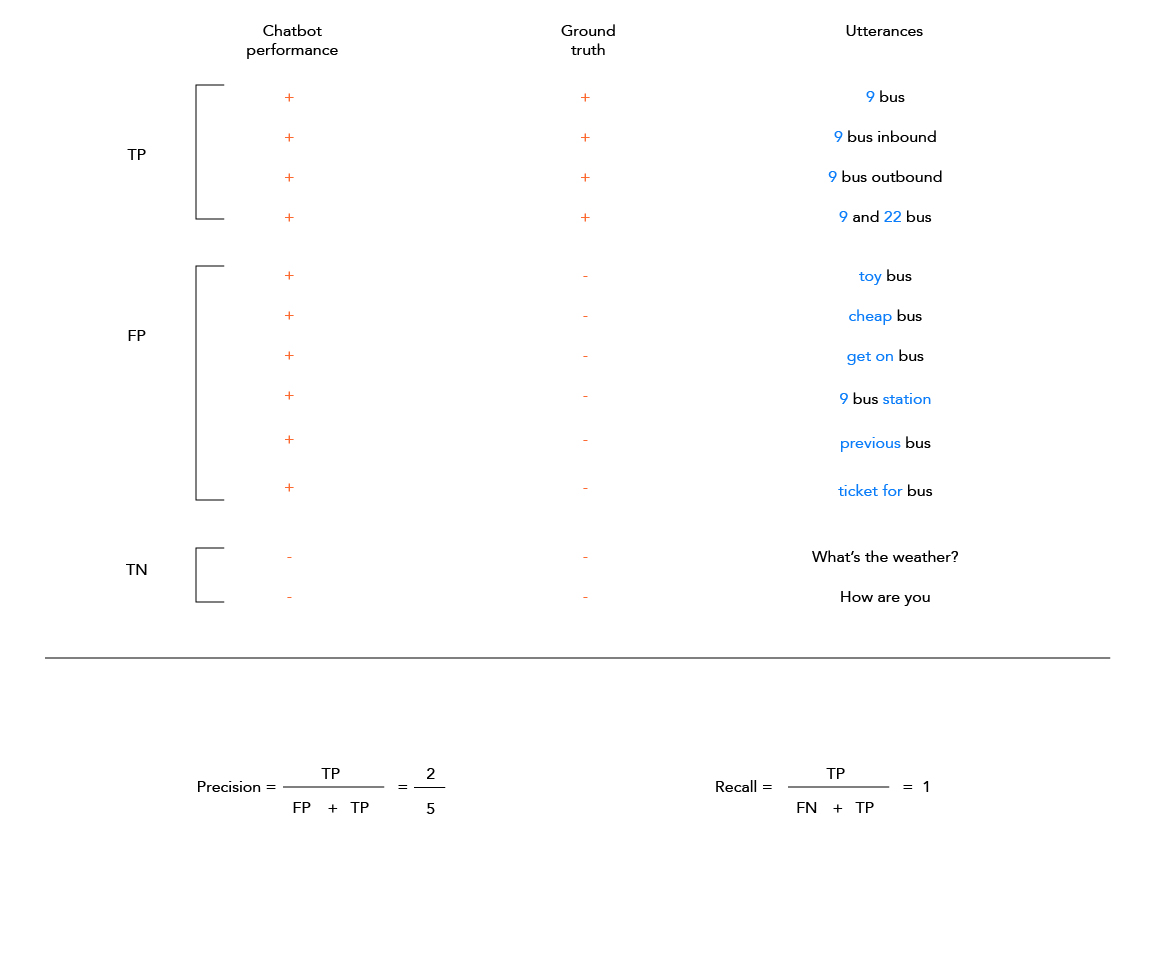 Chatbot performance Ground truth Utterances
+ + 9 bus
+ + 9 bus inbound
TP
+ + 9 bus outbound
+ + 9 and 22 bus
+ - toy bus
+ - cheap bus
FP
+ - get on bus
+ - 9 bus station
+ - previous bus
+ - ticket for bus
- - What’s the weather?
TN
- - How are you
Precision = TP / FP + TP = 2 / 5
Recall = TP / FN + TP = 1